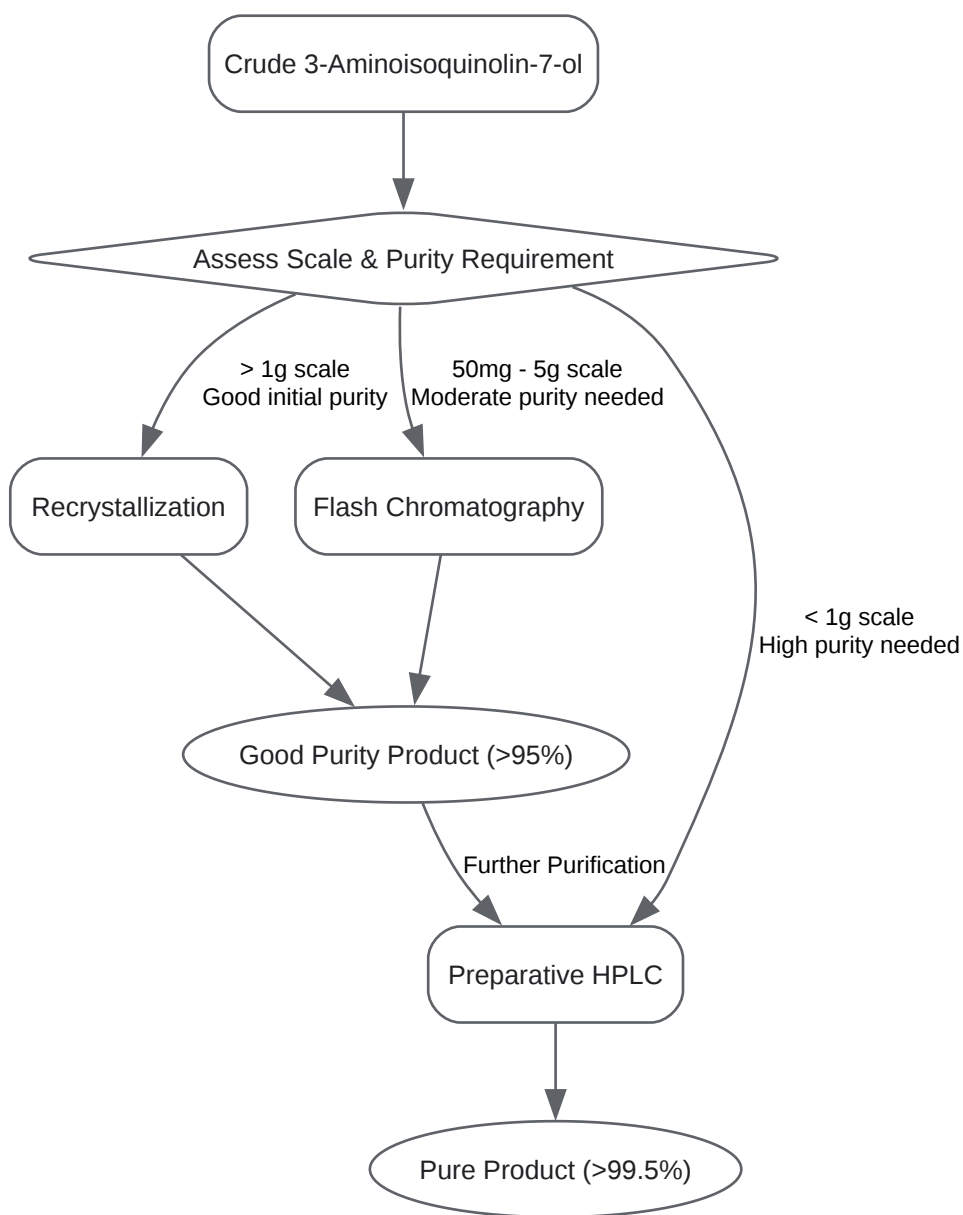 Crude 3-Aminoisoquinolin-7-ol
Assess Scale & Purity Requirement
> 1g scale
Good initial purity
50mg - 5g scale
Moderate purity needed
Recrystallization
Flash Chromatography
< 1g scale
High purity needed
Good Purity Product (>95%)
Further Purification
Preparative HPLC
Pure Product (>99.5%)